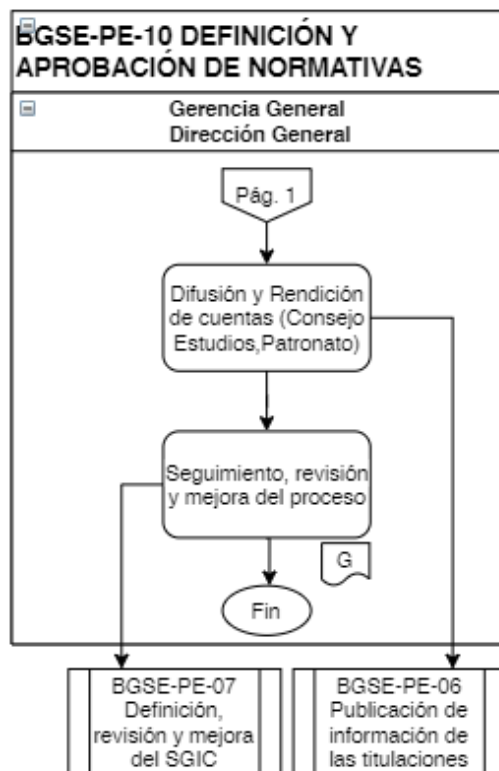 BGSE-PE-10 DEFINICIÓN Y
APROBACIÓN DE NORMATIVAS
Gerencia General
Dirección General
Pág. 1
Difusión y Rendición
de cuentas (Consejo
Estudios,Patronato)
Seguimiento, revisión
y mejora del proceso
G
Fin
BGSE-PE-07
Definición,
revisión y mejora
del SGIC
BGSE-PE-06
Publicación de
información de
las titulaciones